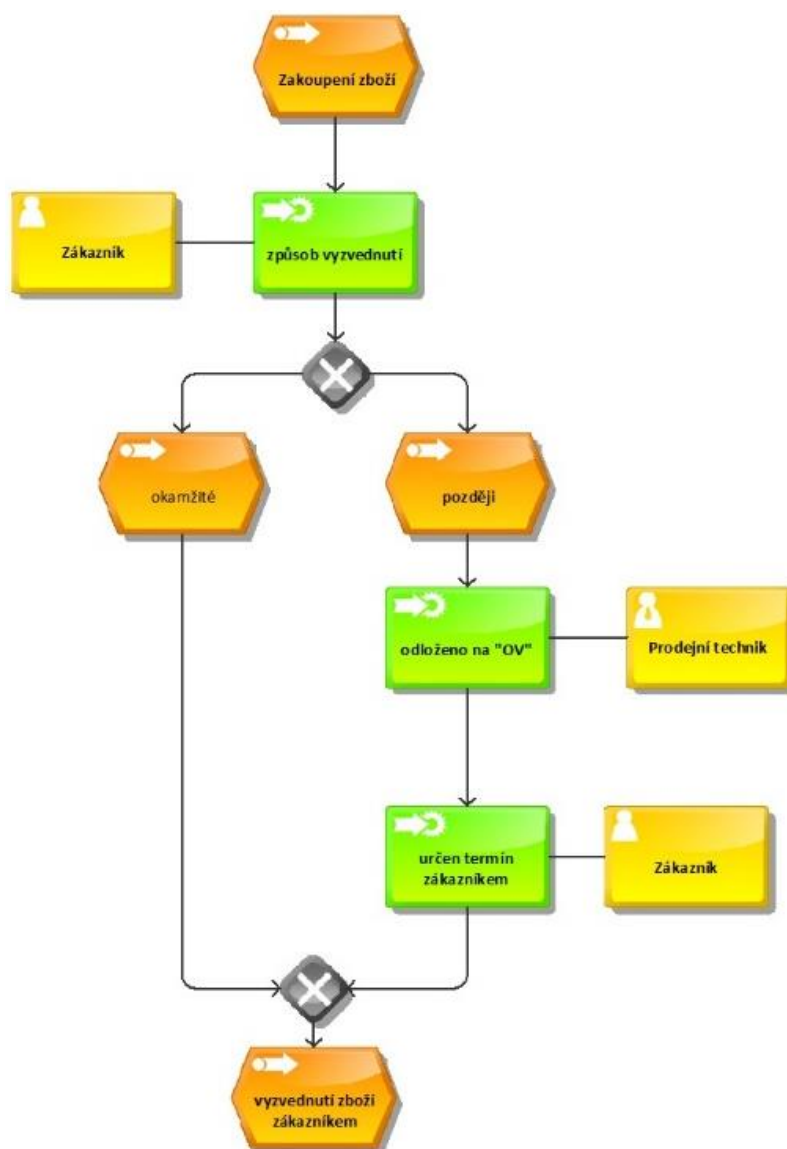 Zakoupení zboží
Zákazník
způsob vyzvednutí
okamžité
později
odloženo na "OV"
Prodejní technik
určen termín
zákazníkem
Zákazník
vyzvednutí zboží
zákazníkem